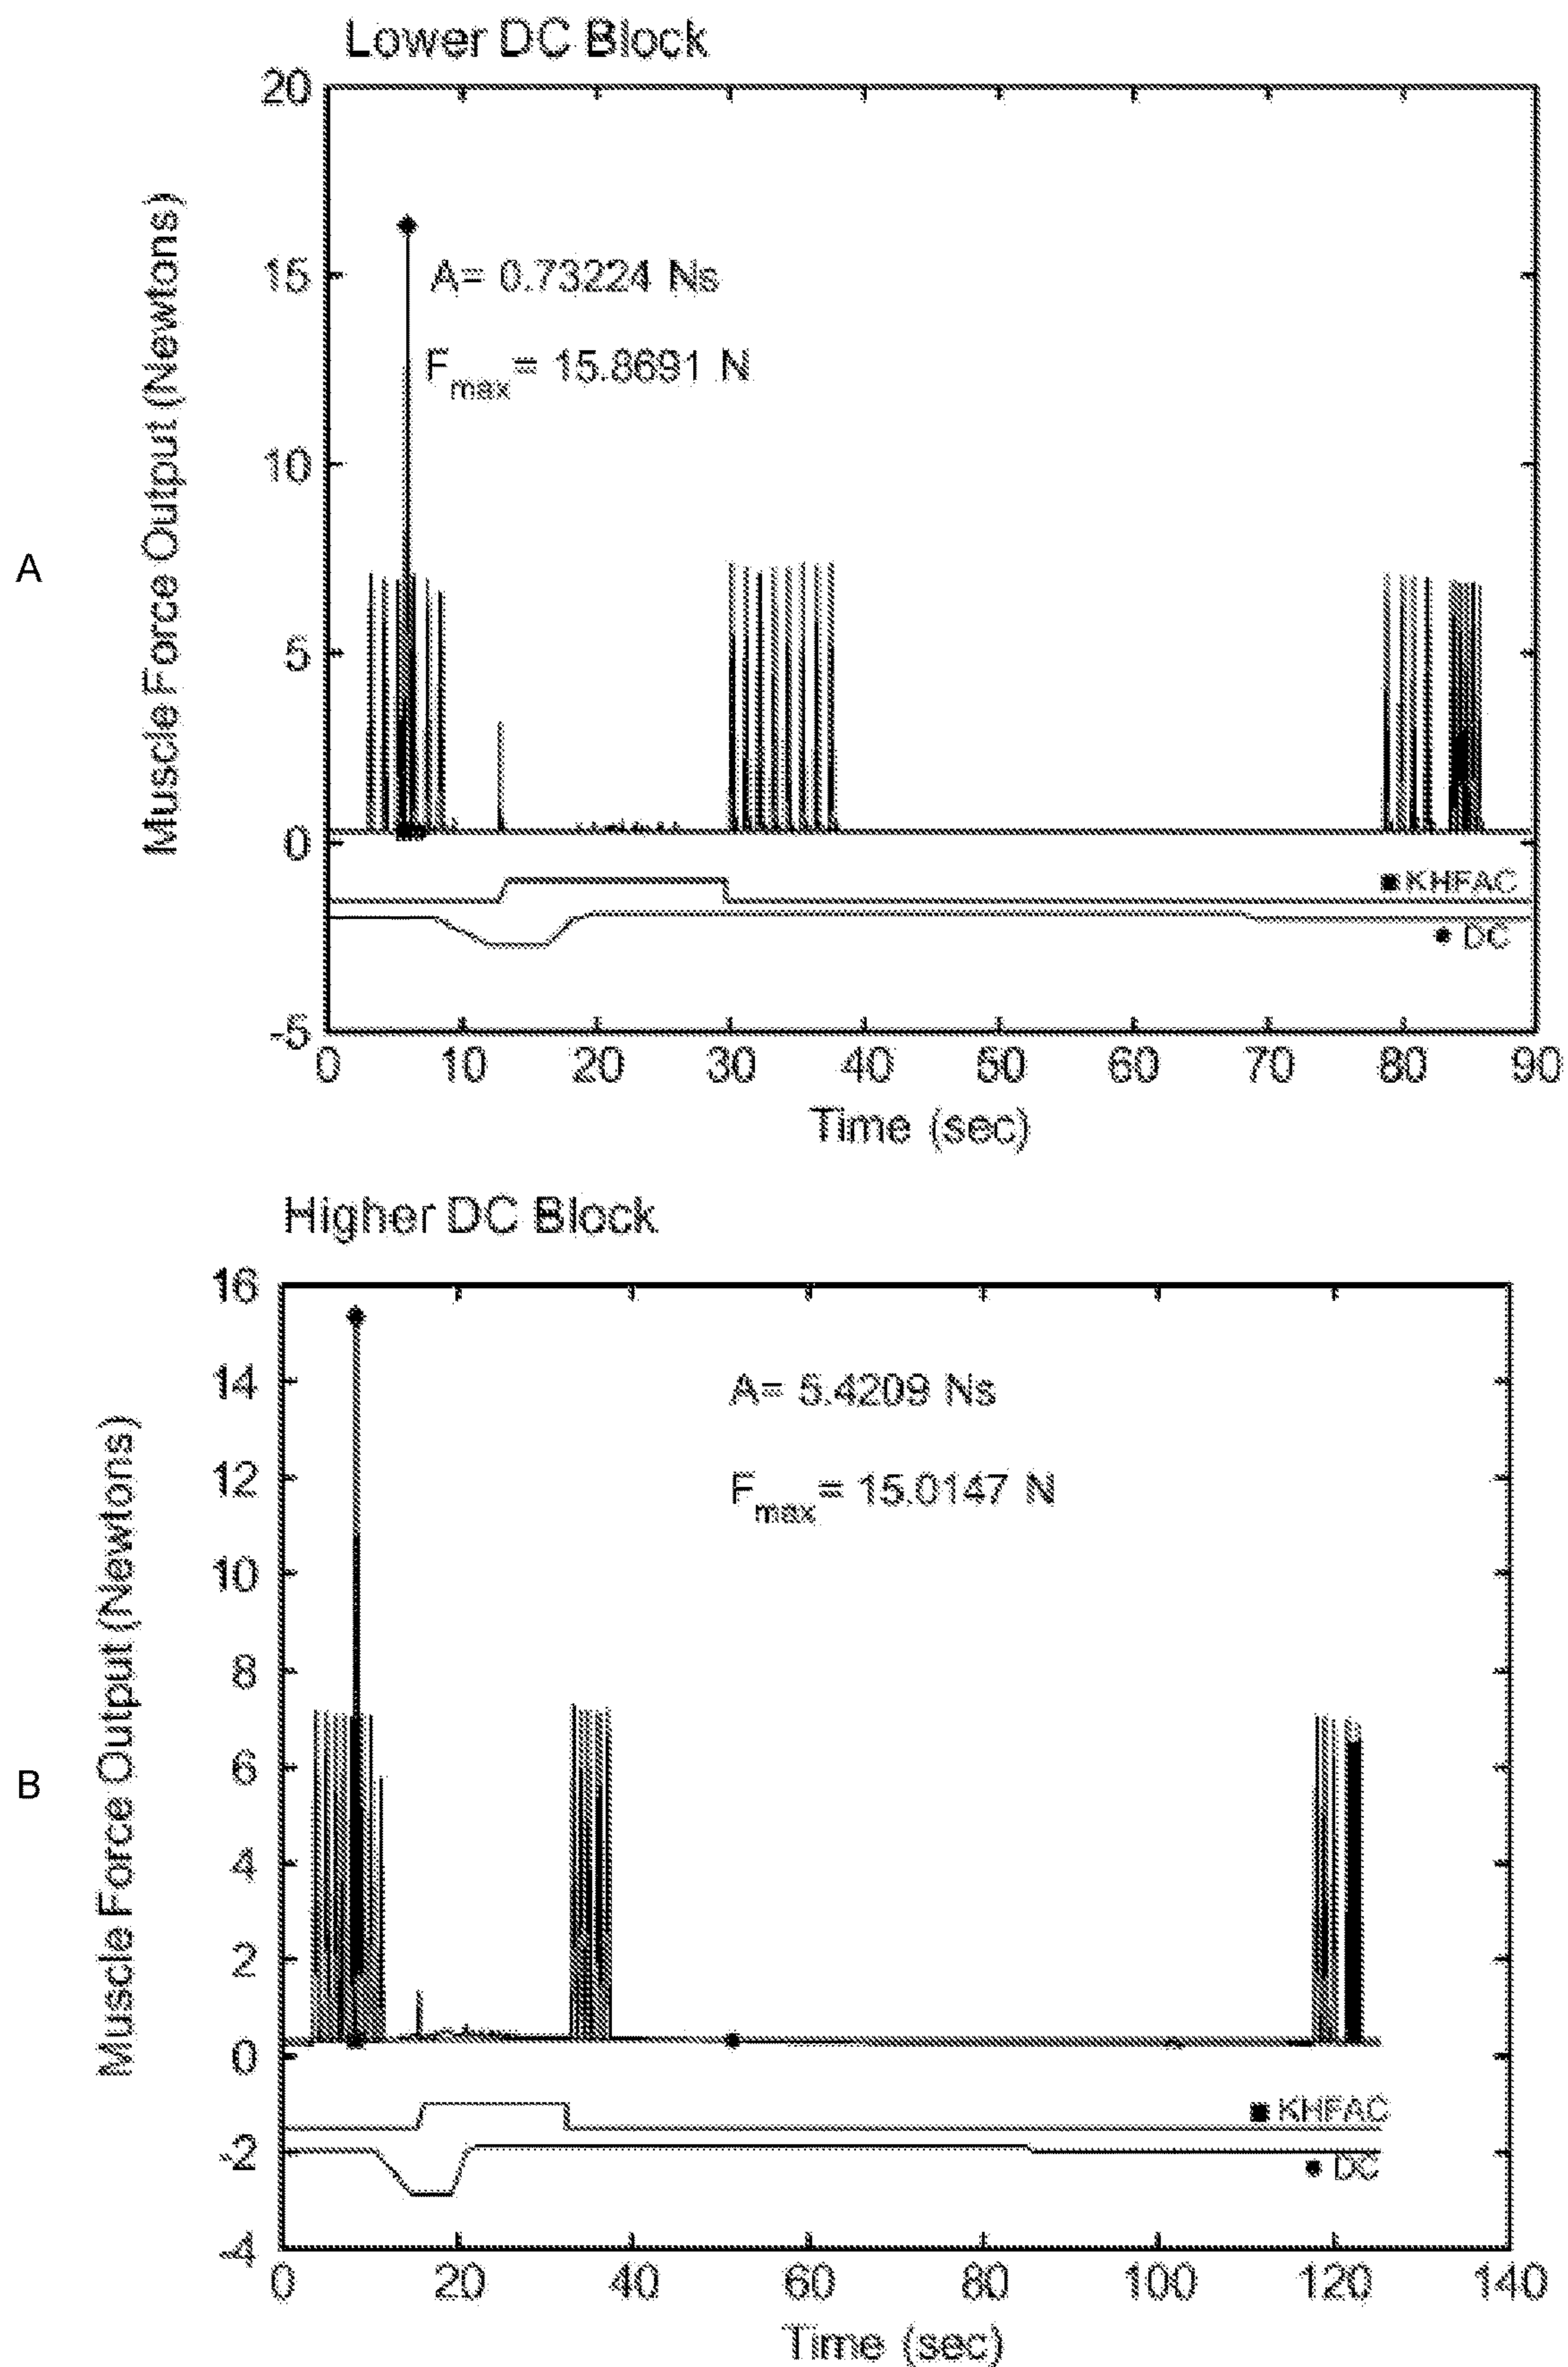 Lower DC Block
20
15
10
5
0
-5
Muscle Force Output (Newtons)
A= 0.73224 Ns
Fmax= 15.8691 N
A
KHFAC
DC
0 10 20 30 40 50 60 70 80 90
Time (sec)
Higher DC Block
16
14
12
10
8
6
4
2
0
-2
-4
Muscle Force Output (Newtons)
A= 5.4209 Ns
Fmax= 15.0147 N
B
KHFAC
DC
0 20 40 60 80 100 120 140
Time (sec)